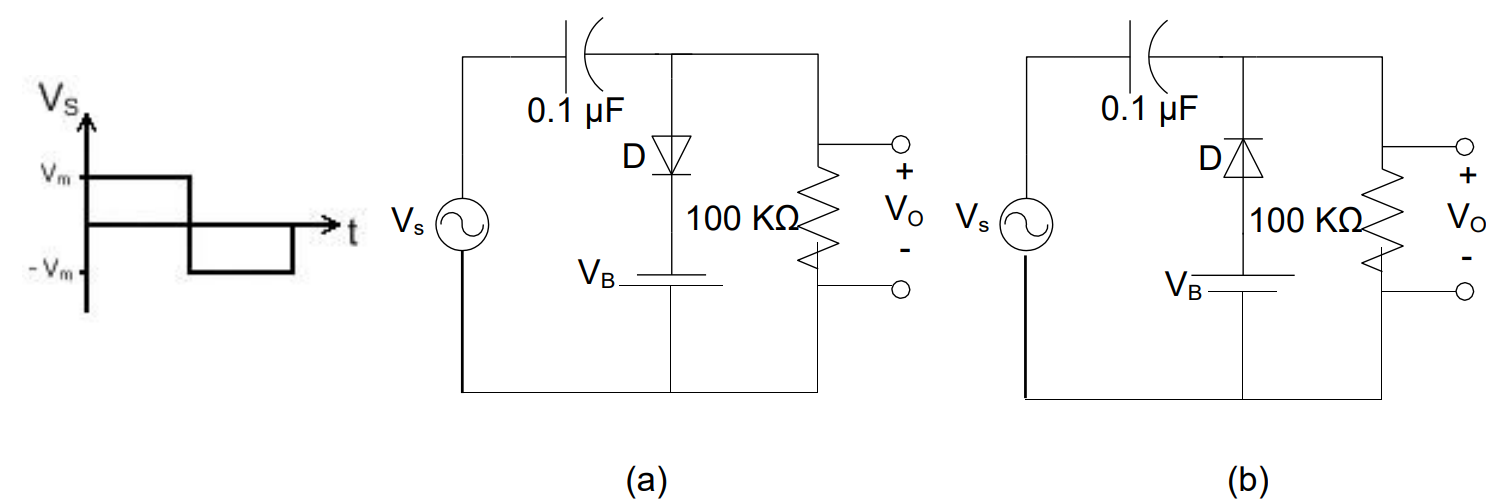 V_S
V_m
- V_m
t
0.1 μF
D
V_s
100 KΩ
V_B
+
V_O
-
(a)
0.1 μF
D
V_s
100 KΩ
V_B
+
V_O
-
(b)